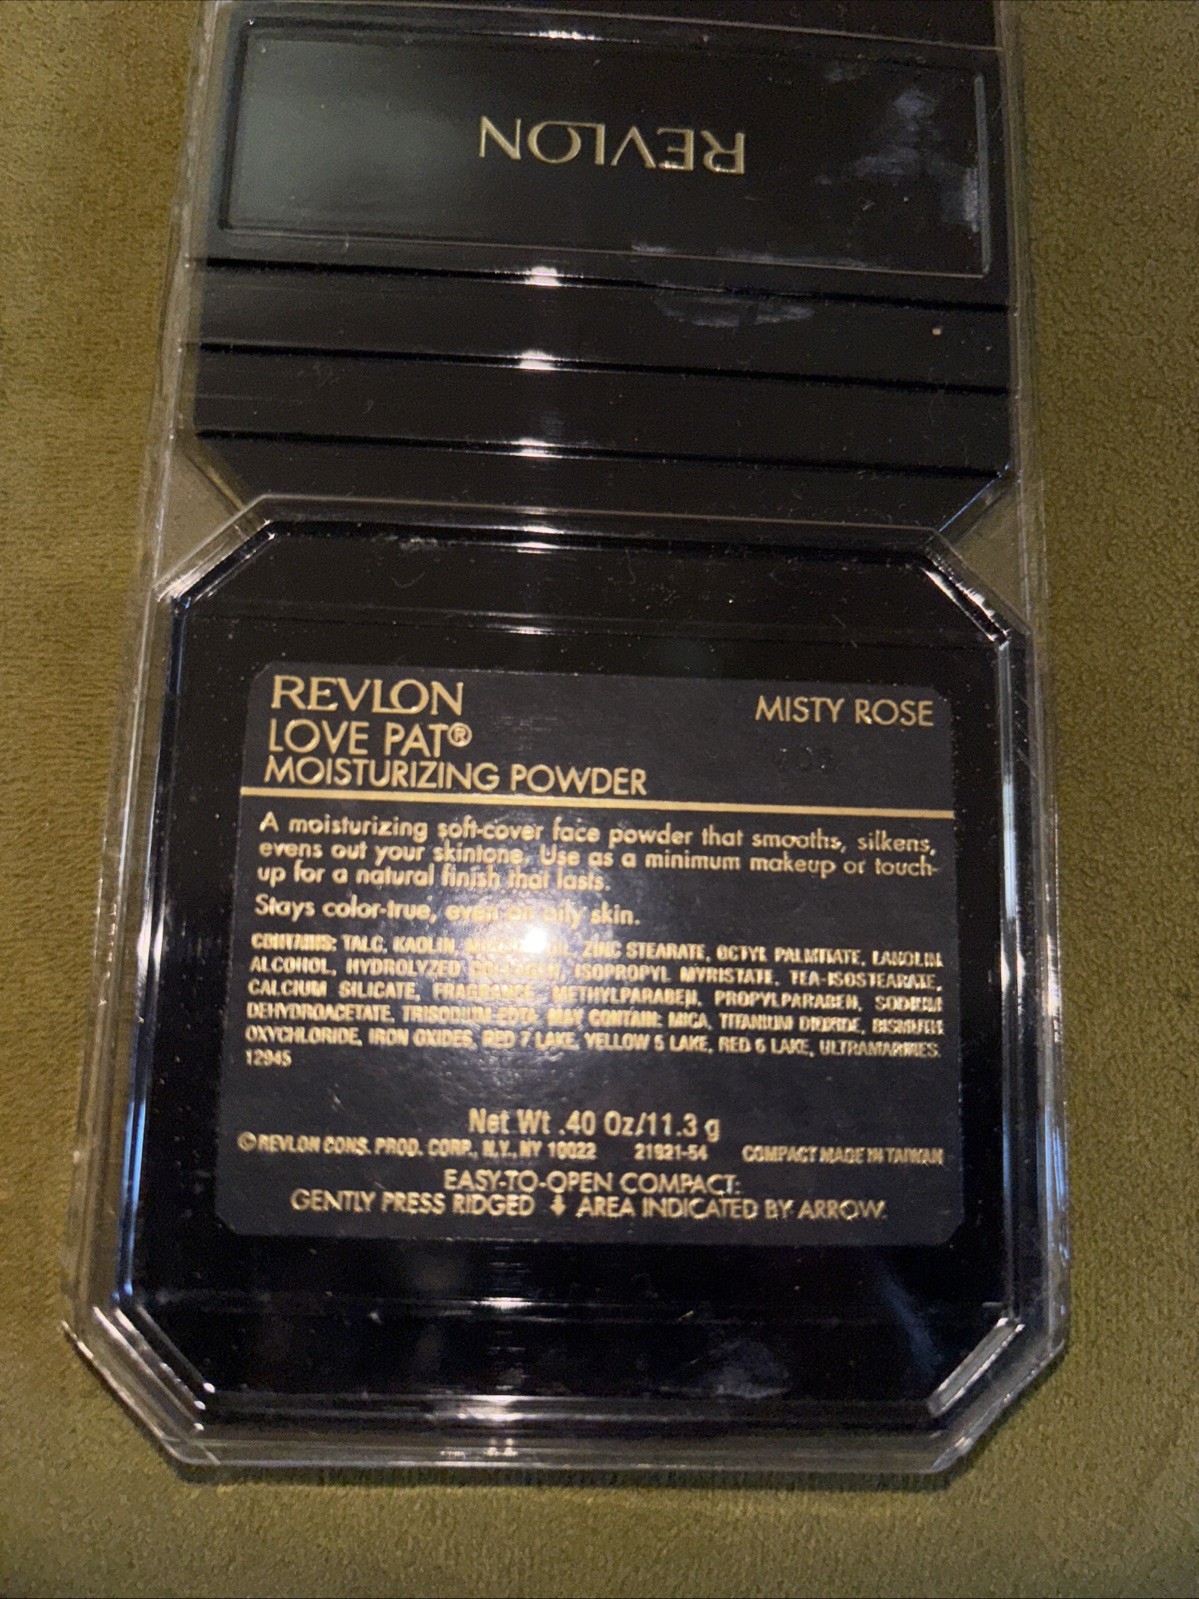 REVLON
REVLON
LOVE PAT®
MOISTURIZING POWDER
MISTY ROSE
A moisturizing soft-cover face powder that smooths, silkens,
evens out your skintone. Use as a minimum makeup or touch-
up for a natural finish that lasts.
Stays color-true, even on oily skin.
CONTAINS: TALC, KAOLIN, OIL, ZINC STEARATE, OCTYL PALMITATE, LANOLIN
ALCOHOL, HYDROLYZED COLLAGEN, ISOPROPYL MYRISTATE, TEA-ISOSTEARATE,
CALCIUM SILICATE, FRAGRANCE, METHYLPARABEN, PROPYLPARABEN, SODIUM
DEHYDROACETATE, TRISODIUM EDTA. MAY CONTAIN: MICA, TITANIUM DIOXIDE, BISMUTH
OXYCHLORIDE, IRON OXIDES, RED 7 LAKE, YELLOW 5 LAKE, RED 6 LAKE, ULTRAMARINES.
12945
Net Wt .40 Oz/11.3 g
© REVLON CONS. PROD. CORP., N.Y., NY 10022 21921-54 COMPACT MADE IN TAIWAN
EASY-TO-OPEN COMPACT:
GENTLY PRESS RIDGED ⬇ AREA INDICATED BY ARROW.